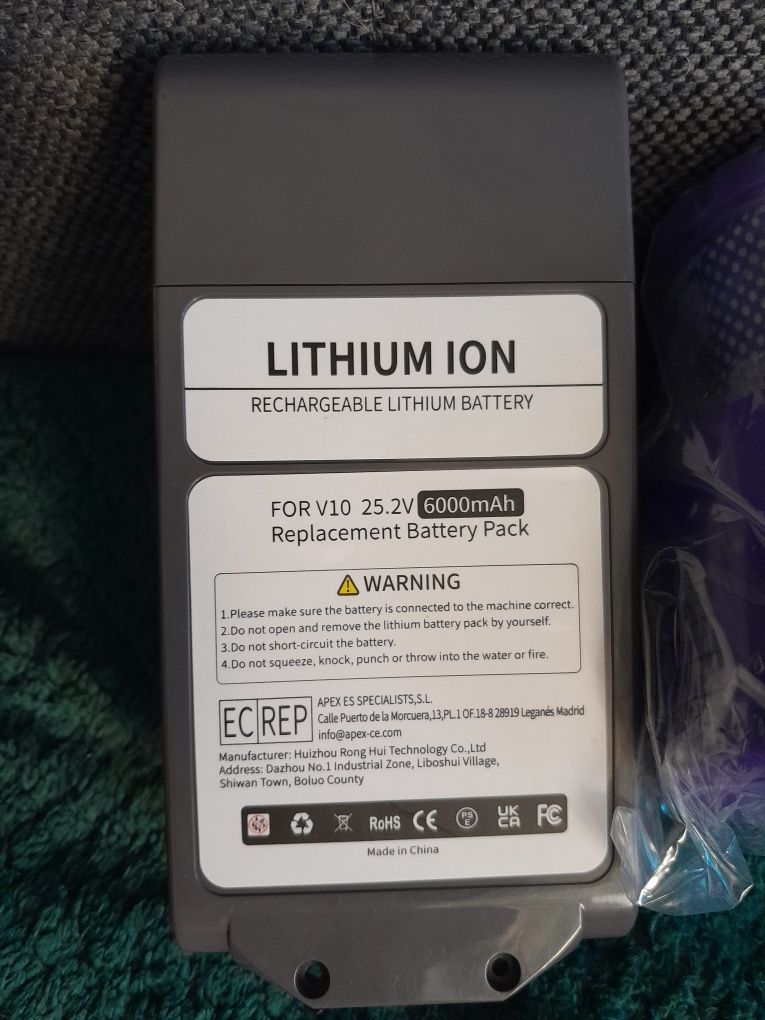 LITHIUM ION
RECHARGEABLE LITHIUM BATTERY
FOR V10 25.2V 6000mAh
Replacement Battery Pack
WARNING
1.Please make sure the battery is connected to the machine correct.
2.Do not open and remove the lithium battery pack by yourself.
3.Do not short-circuit the battery.
4.Do not squeeze, knock, punch or throw into the water or fire.
EC REP
APEX ES SPECIALISTS,S.L.
Calle Puerto de la Morcuera,13,PL.1 OF.18-8 28919 Leganés Madrid
info@apex-ce.com
Manufacturer: Huizhou Rong Hui Technology Co.,Ltd
Address: Dazhou No.1 Industrial Zone, Liboshui Village,
Shiwan Town, Boluo County
RoHS CE PSE UKCA FC
Made in China